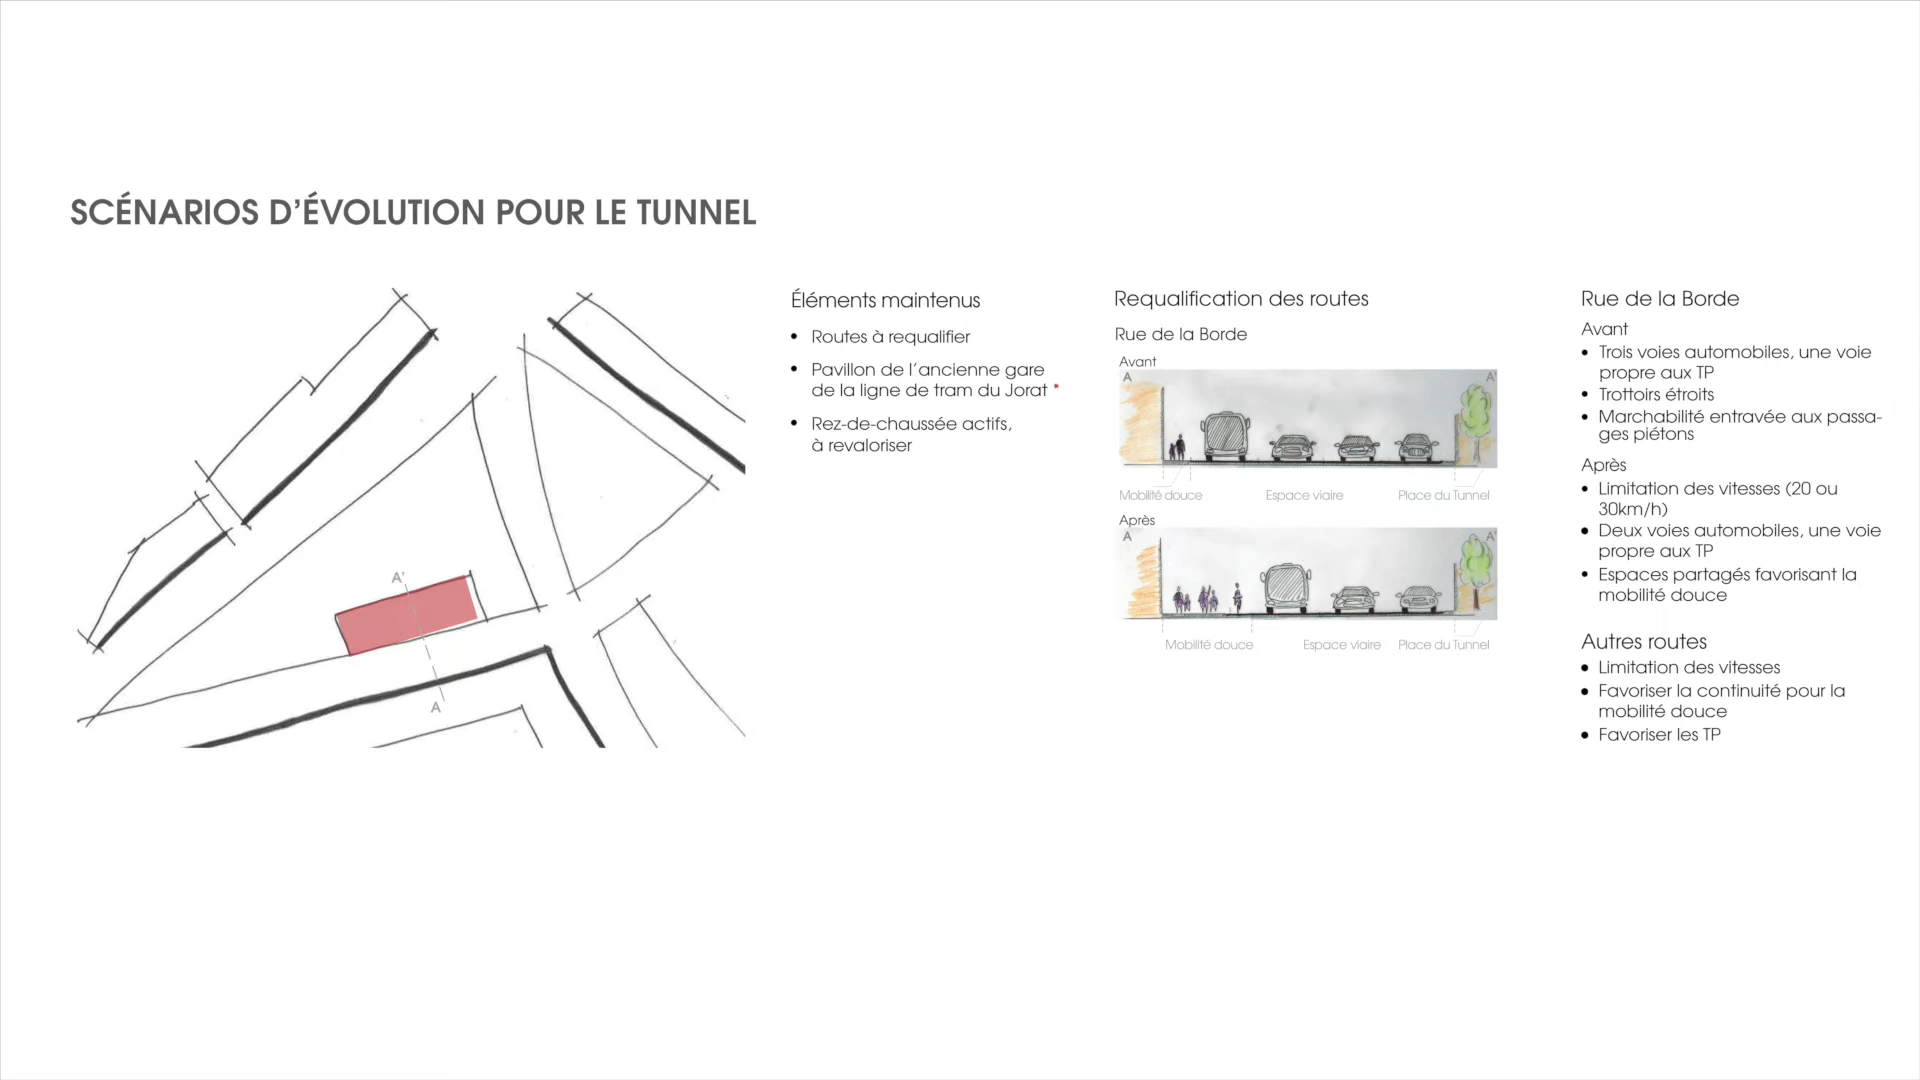 SCÉNARIOS D'ÉVOLUTION POUR LE TUNNEL
A'
A
Éléments maintenus
• Routes à requalifier
• Pavillon de l'ancienne gare
de la ligne de tram du Jorat *
• Rez-de-chaussée actifs,
à revaloriser
Requalification des routes
Rue de la Borde
Avant
A
A'
Mobilité douce
Espace viaire
Place du Tunnel
Après
A
A'
Mobilité douce
Espace viaire
Place du Tunnel
Rue de la Borde
Avant
• Trois voies automobiles, une voie
propre aux TP
• Trottoirs étroits
• Marchabilité entravée aux passa-
ges piétons
Après
• Limitation des vitesses (20 ou
30km/h)
• Deux voies automobiles, une voie
propre aux TP
• Espaces partagés favorisant la
mobilité douce
Autres routes
• Limitation des vitesses
• Favoriser la continuité pour la
mobilité douce
• Favoriser les TP